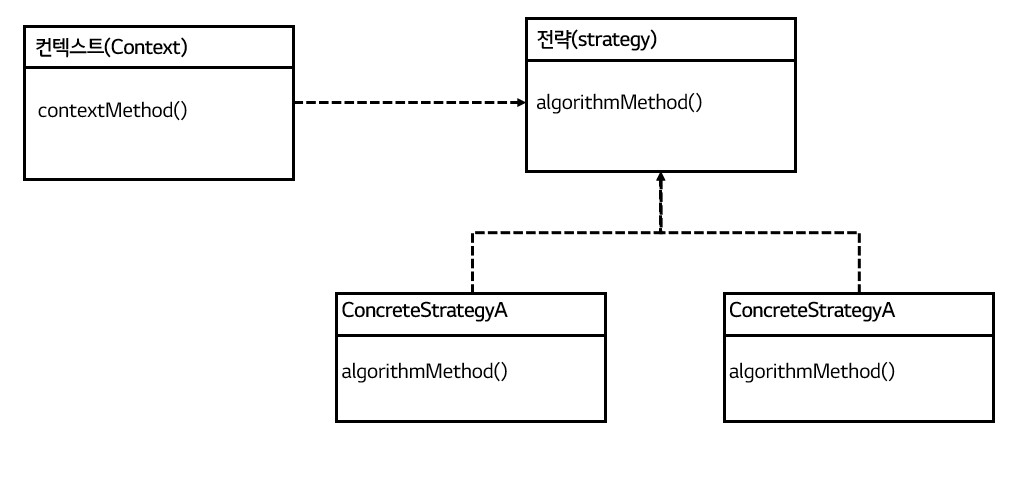 컨텍스트(Context)
contextMethod()
전략(strategy)
algorithmMethod()
ConcreteStrategyA
algorithmMethod()
ConcreteStrategyA
algorithmMethod()